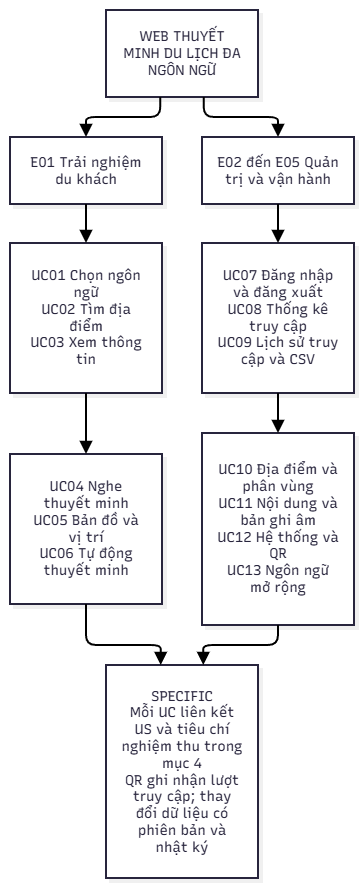 WEB THUYẾT
MINH DU LỊCH ĐA
NGÔN NGỮ
E01 Trải nghiệm
du khách
E02 đến E05 Quản
trị và vận hành
UC01 Chọn ngôn
ngữ
UC02 Tìm địa
điểm
UC03 Xem thông
tin
UC07 Đăng nhập
và đăng xuất
UC08 Thống kê
truy cập
UC09 Lịch sử truy
cập và CSV
UC04 Nghe
thuyết minh
UC05 Bản đồ và
vị trí
UC06 Tự động
thuyết minh
UC10 Địa điểm và
phân vùng
UC11 Nội dung và
bản ghi âm
UC12 Hệ thống và
QR
UC13 Ngôn ngữ
mở rộng
SPECIFIC
Mỗi UC liên kết
US và tiêu chí
nghiệm thu trong
mục 4
QR ghi nhận lượt
truy cập; thay
đổi dữ liệu có
phiên bản và
nhật ký